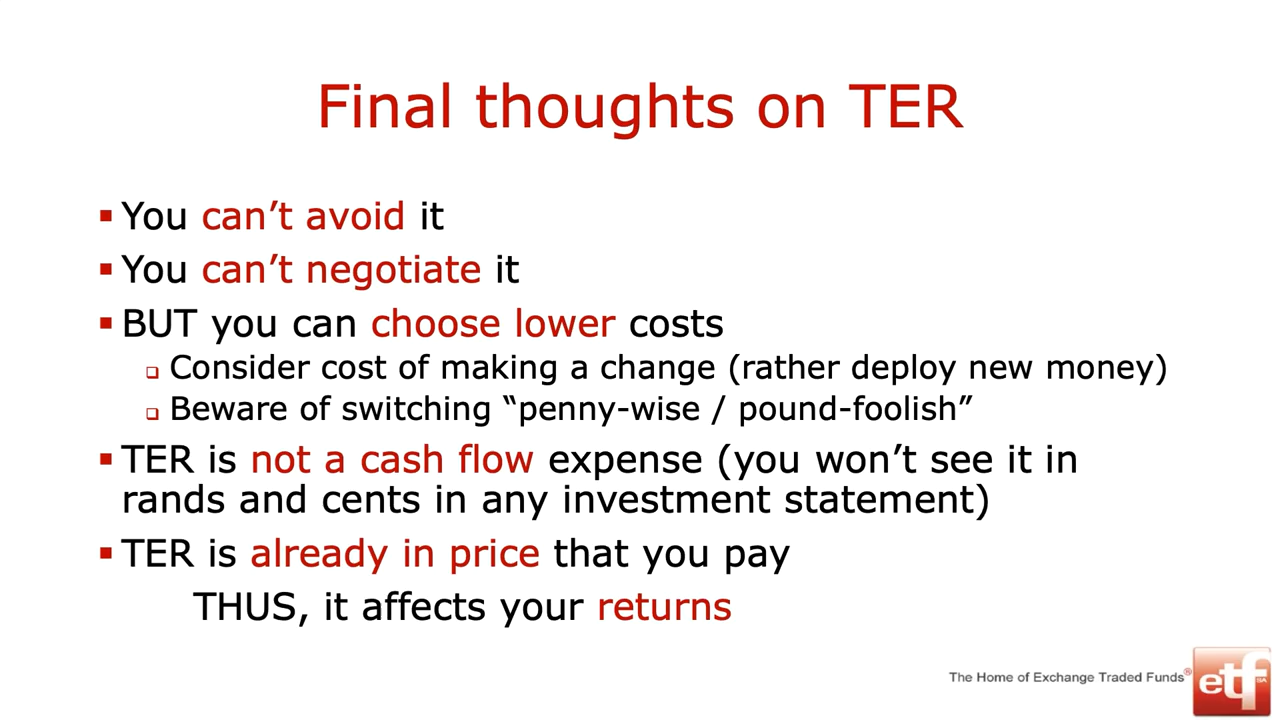 Final thoughts on TER
You can’t avoid it
You can’t negotiate it
BUT you can choose lower costs
Consider cost of making a change (rather deploy new money)
Beware of switching “penny-wise / pound-foolish”
TER is not a cash flow expense (you won’t see it in
rands and cents in any investment statement)
TER is already in price that you pay
THUS, it affects your returns
The Home of Exchange Traded Funds®
etfSA